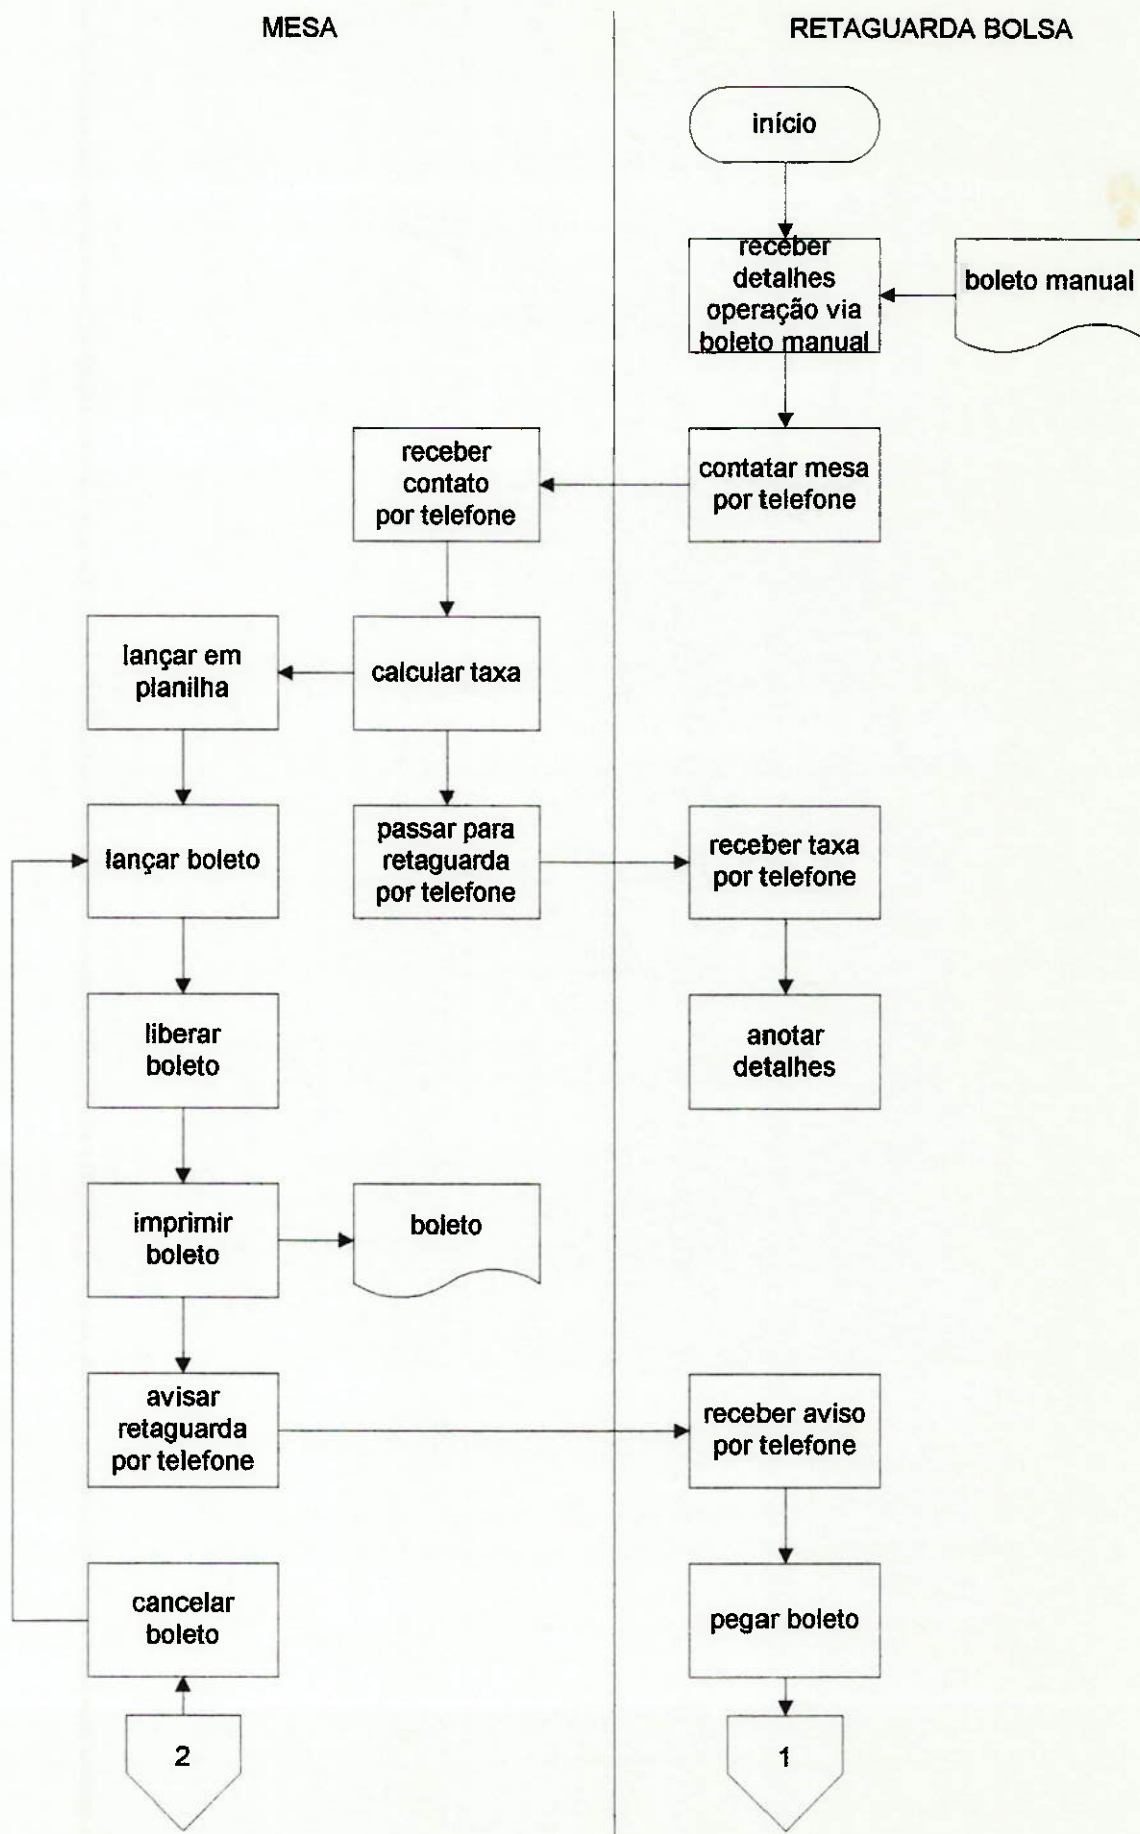 MESA
RETAGUARDA BOLSA
início
receber
detalhes
operação via
boleto manual
boleto manual
receber
contato
por telefone
contatar mesa
por telefone
lançar em
planilha
calcular taxa
lançar boleto
passar para
retaguarda
por telefone
receber taxa
por telefone
liberar
boleto
anotar
detalhes
imprimir
boleto
boleto
avisar
retaguarda
por telefone
receber aviso
por telefone
cancelar
boleto
pegar boleto
2
1